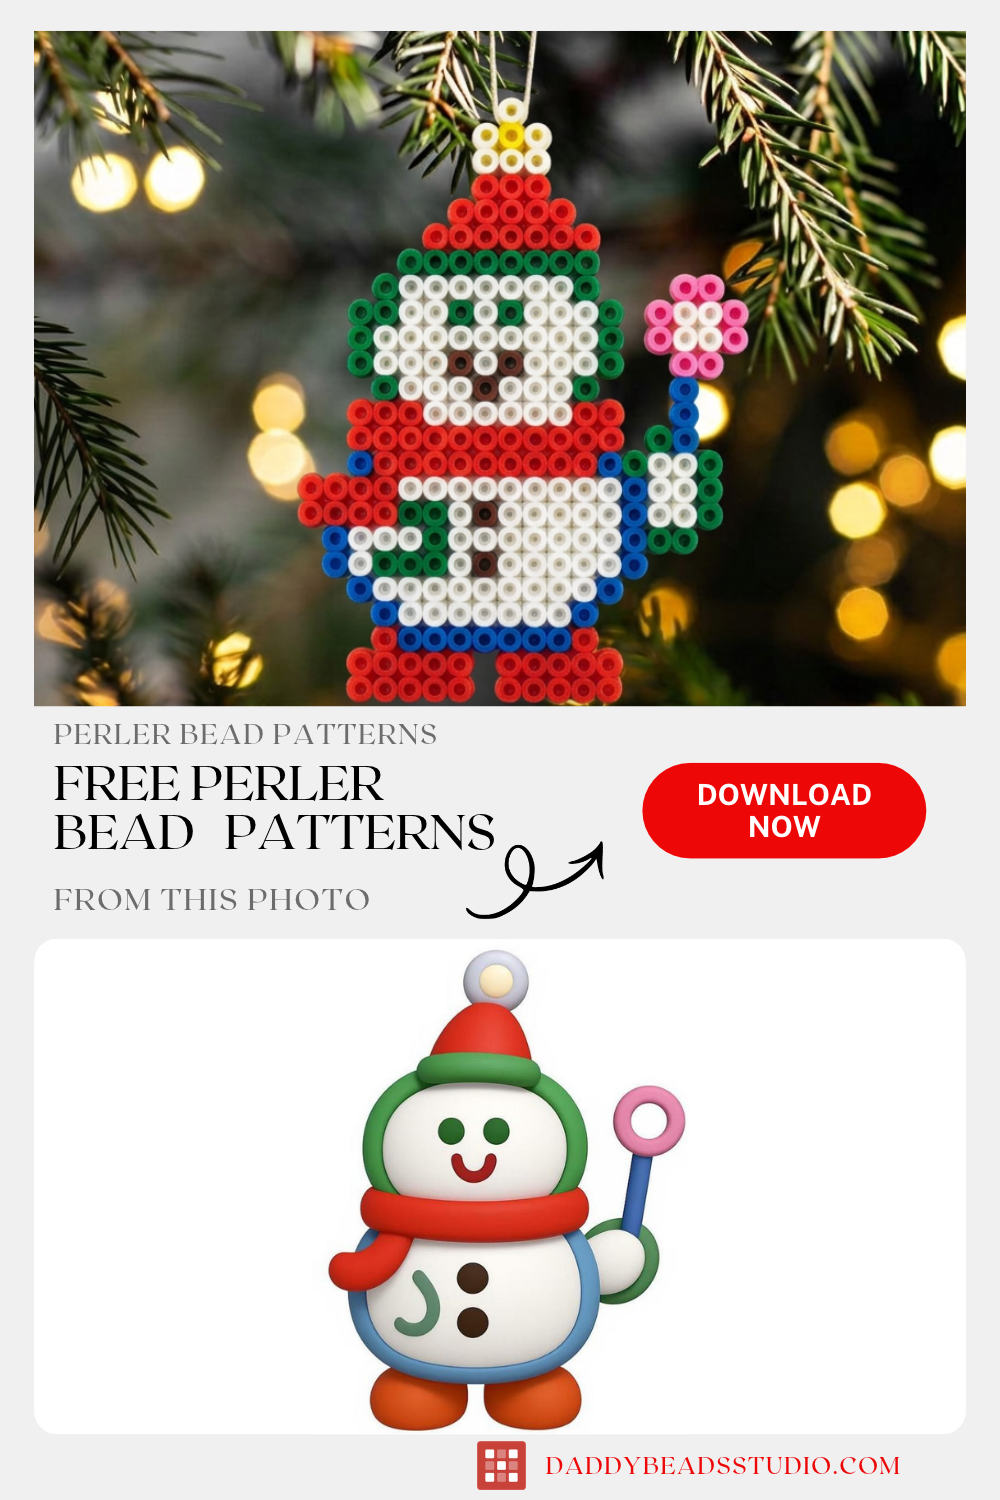 PERLER BEAD PATTERNS
FREE PERLER
BEAD PATTERNS
FROM THIS PHOTO
DOWNLOAD
NOW
DADDYBEADSSTUDIO.COM